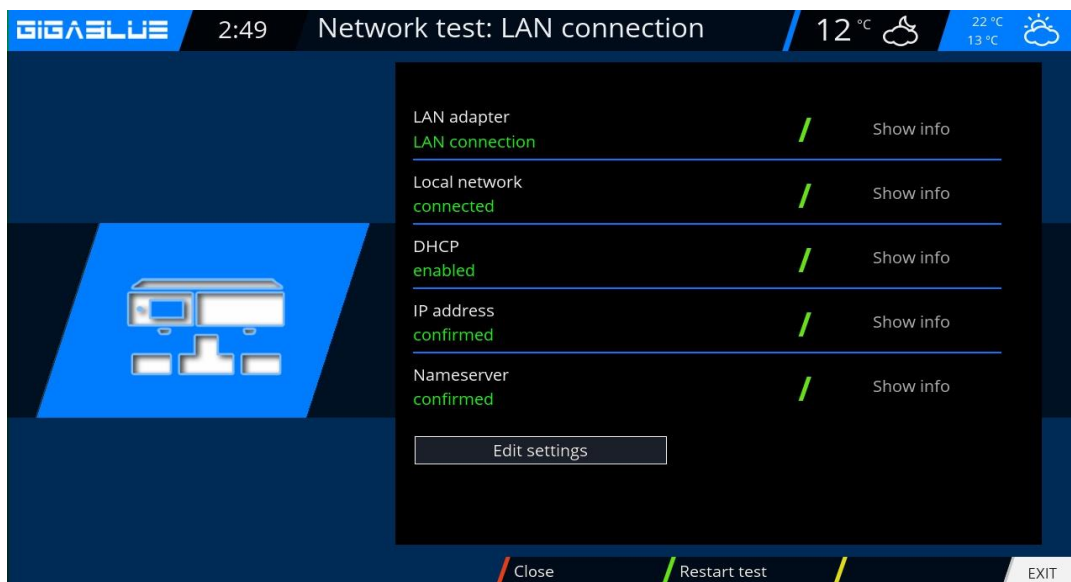 GIGABLUE 2:49 Network test: LAN connection 12 °C 22 °C
13 °C
LAN adapter
LAN connection
Show info
Local network
connected
Show info
DHCP
enabled
Show info
IP address
confirmed
Show info
Nameserver
confirmed
Show info
Edit settings
Close Restart test EXIT